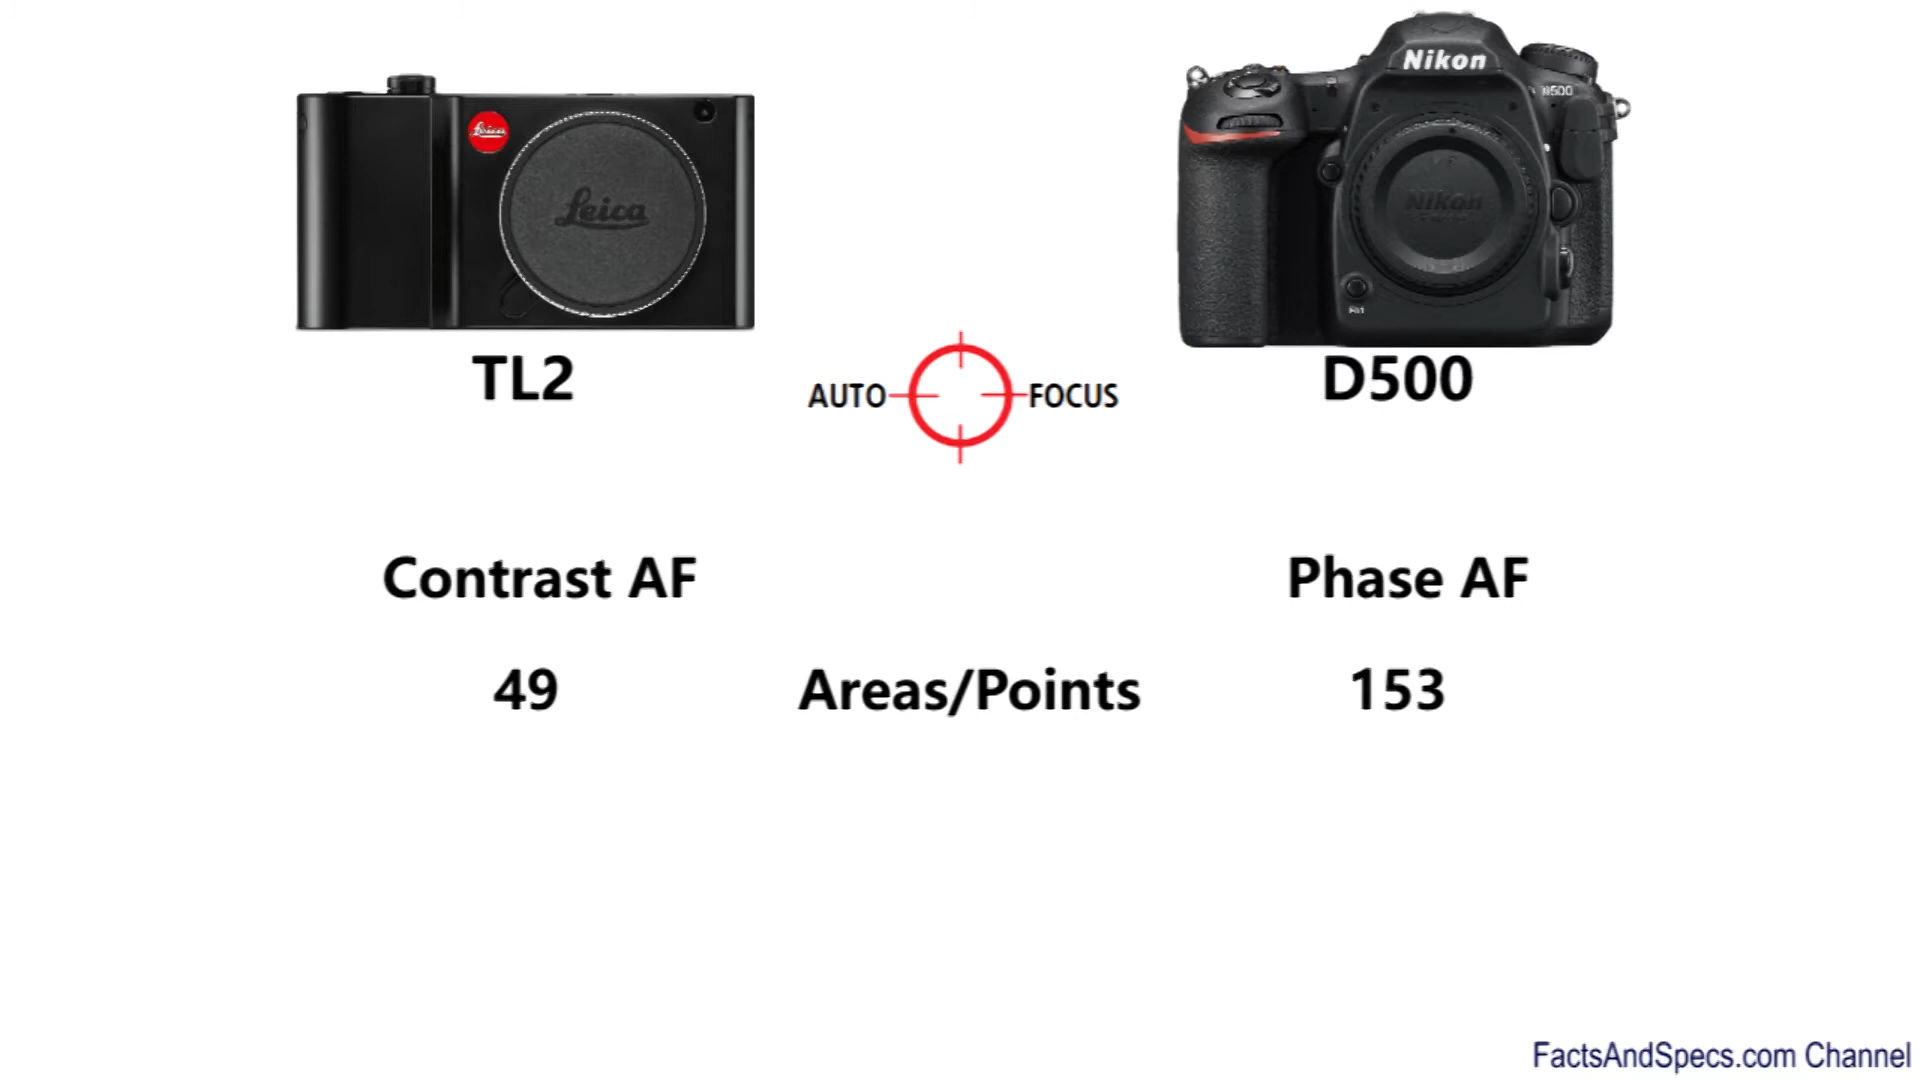 Nikon
D500
Leica
Leica
Nikon
TL2
AUTO
FOCUS
D500
Contrast AF
Phase AF
49
Areas/Points
153
FactsAndSpecs.com Channel